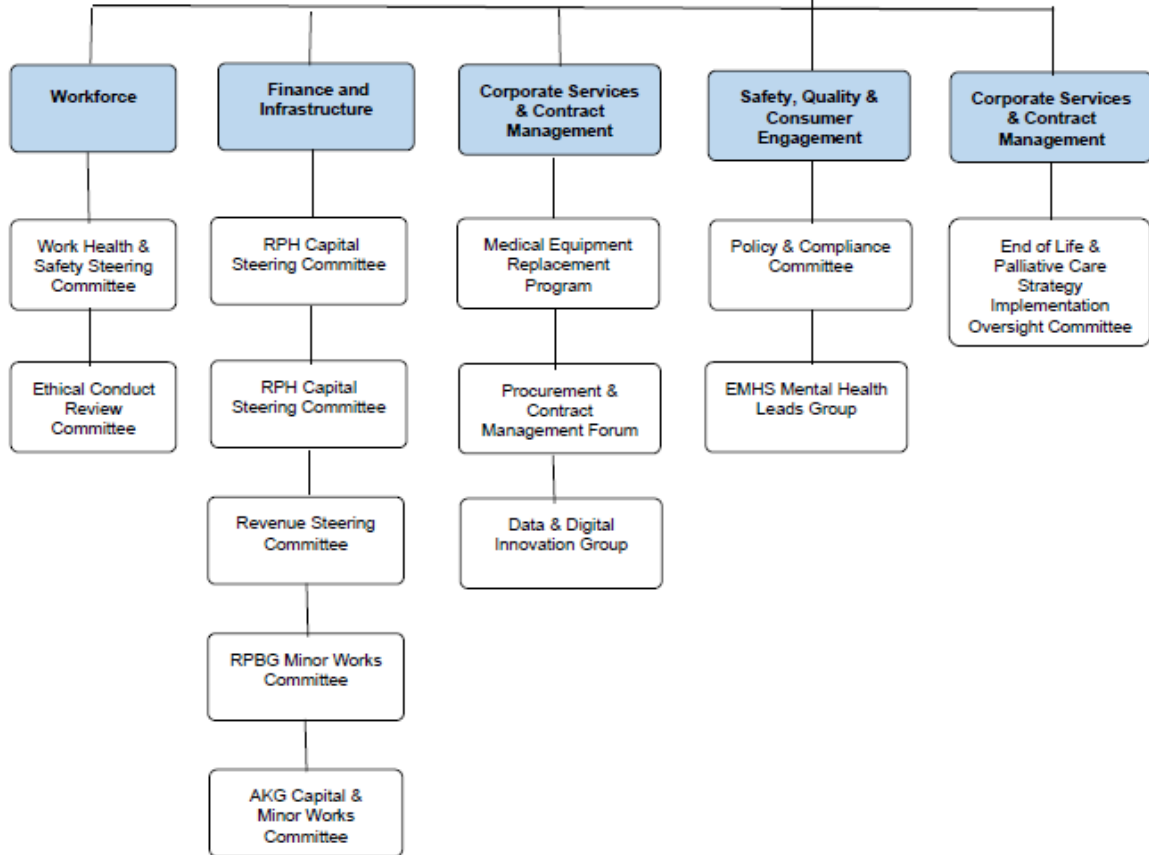 Workforce
Finance and
Infrastructure
Corporate Services
& Contract
Management
Safety, Quality &
Consumer
Engagement
Corporate Services
& Contract
Management
Work Health &
Safety Steering
Committee
RPH Capital
Steering Committee
Medical Equipment
Replacement
Program
Policy & Compliance
Committee
End of Life &
Palliative Care
Strategy
Implementation
Oversight Committee
Ethical Conduct
Review
Committee
RPH Capital
Steering Committee
Procurement &
Contract
Management Forum
EMHS Mental Health
Leads Group
Revenue Steering
Committee
Data & Digital
Innovation Group
RPBG Minor Works
Committee
AKG Capital &
Minor Works
Committee